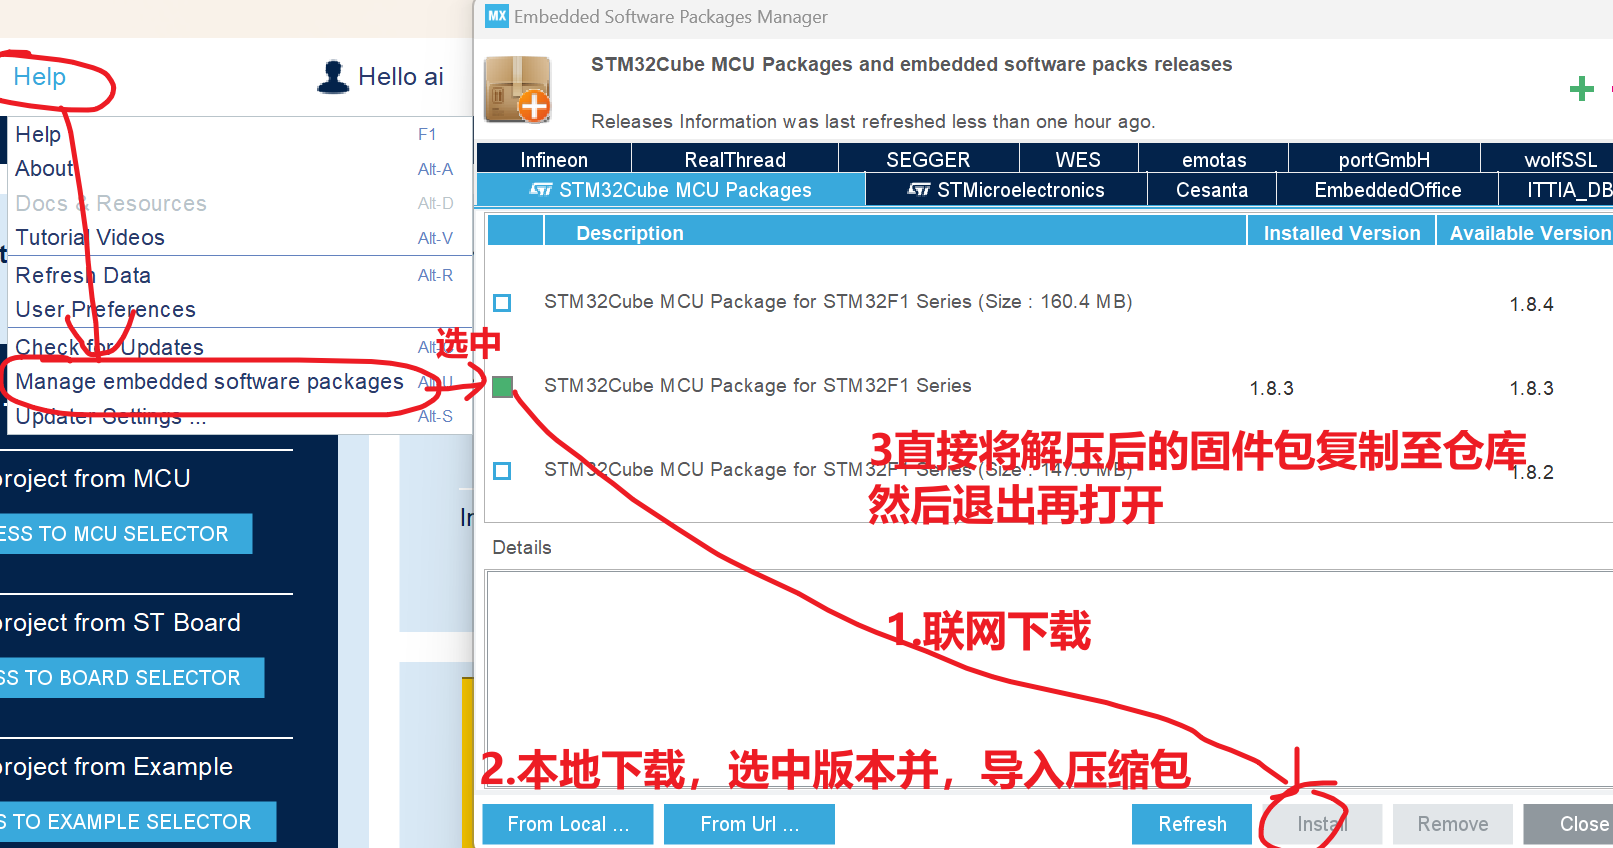 Help
Hello ai
Help F1
About Alt-A
Docs & Resources Alt-D
Tutorial Videos Alt-V
Refresh Data Alt-R
User Preferences
Check for Updates
Manage embedded software packages Alt-U
Updater Settings ... Alt-S
roject from MCU
ESS TO MCU SELECTOR
roject from ST Board
SS TO BOARD SELECTOR
roject from Example
S TO EXAMPLE SELECTOR
MX Embedded Software Packages Manager
STM32Cube MCU Packages and embedded software packs releases
Releases Information was last refreshed less than one hour ago.
Infineon RealThread SEGGER WES emotas portGmbH wolfSSL
STM32Cube MCU Packages STMicroelectronics Cesanta EmbeddedOffice ITTIA_DB
Description Installed Version Available Version
STM32Cube MCU Package for STM32F1 Series (Size : 160.4 MB) 1.8.4
选中
STM32Cube MCU Package for STM32F1 Series 1.8.3 1.8.3
STM32Cube MCU Package for STM32F1 Series (Size : 147.0 MB) 1.8.2
3直接将解压后的固件包复制至仓库
然后退出再打开
Details
1.联网下载
2.本地下载，选中版本并，导入压缩包
From Local ... From Url ... Refresh Install Remove Close